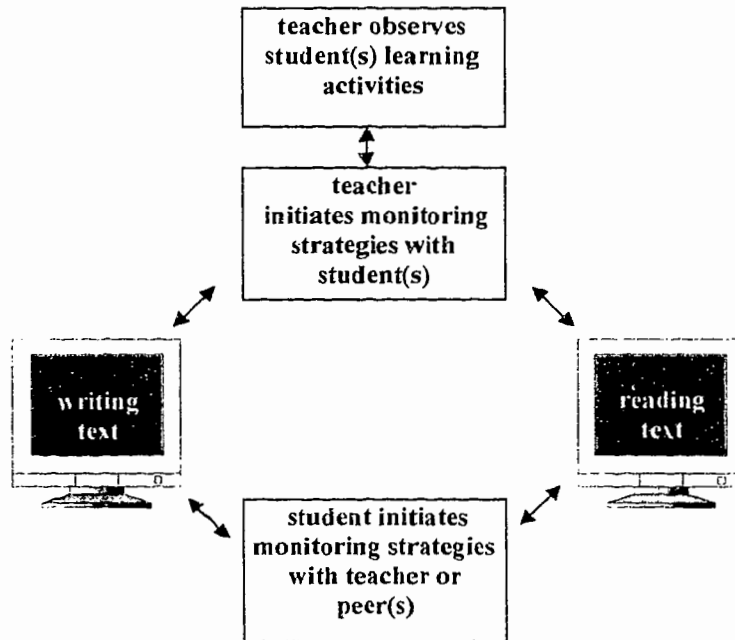 teacher observes
student(s) learning
activities
teacher
initiates monitoring
strategies with
student(s)
writing
text
reading
text
student initiates
monitoring strategies
with teacher or
peer(s)